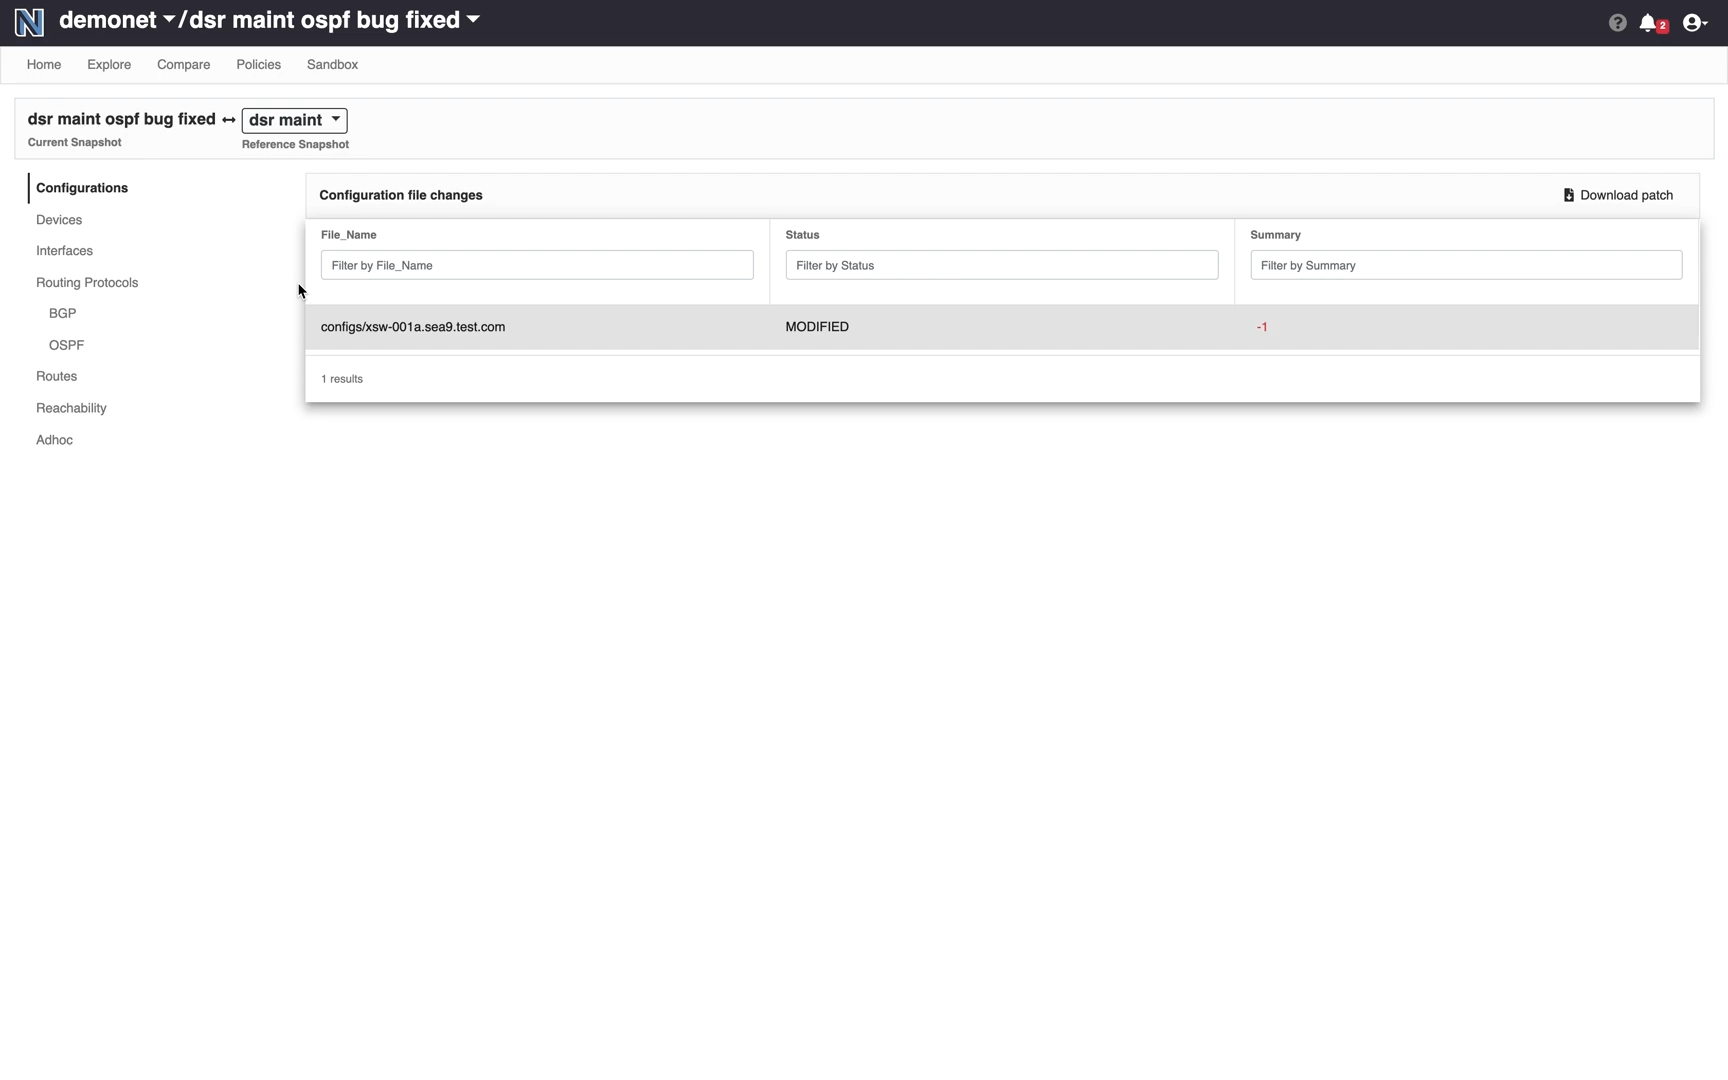 demonet / dsr maint ospf bug fixed
2
Home Explore Compare Policies Sandbox
dsr maint ospf bug fixed ↔ dsr maint
Current Snapshot Reference Snapshot
Configurations
Devices
Interfaces
Routing Protocols
BGP
OSPF
Routes
Reachability
Adhoc
Configuration file changes Download patch
File_Name Status Summary
Filter by File_Name Filter by Status Filter by Summary
configs/xsw-001a.sea9.test.com MODIFIED -1
1 results